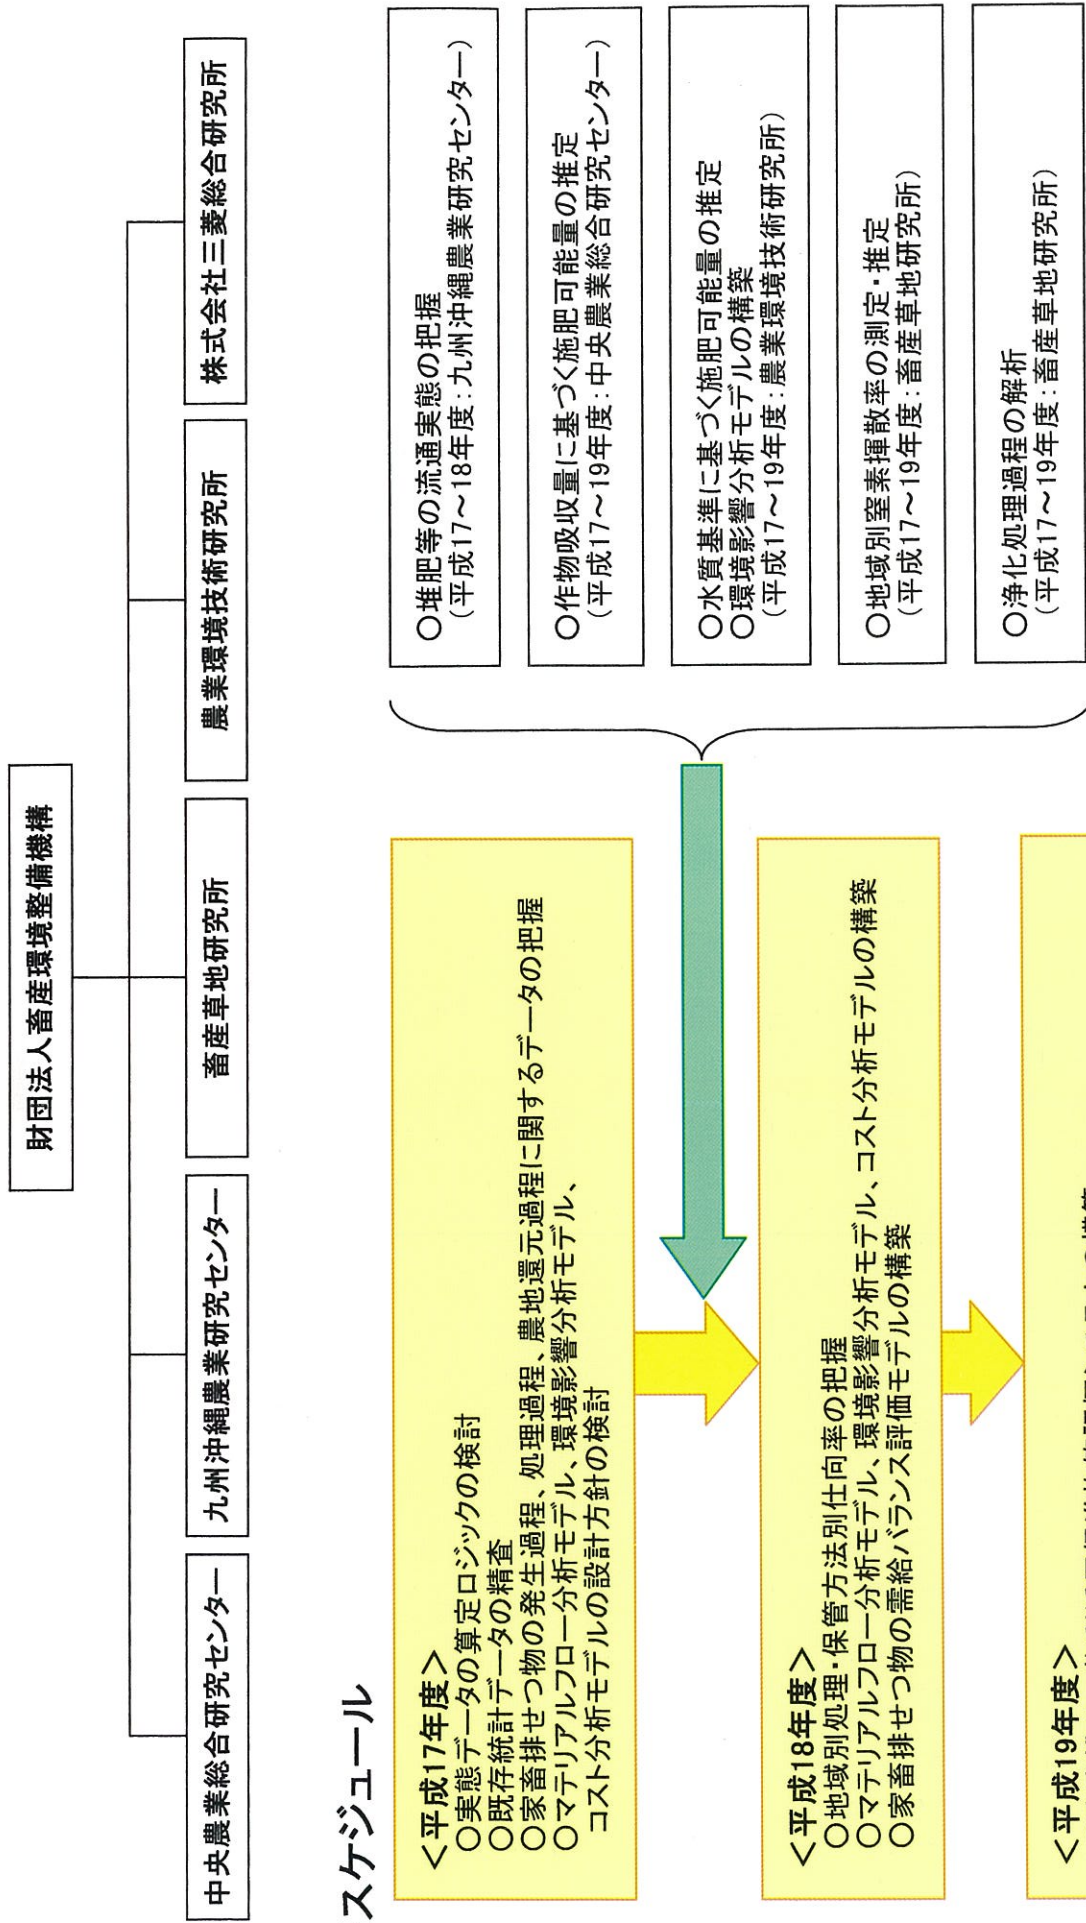 財団法人畜産環境整備機構
中央農業総合研究センター
九州沖縄農業研究センター
畜産草地研究所
農業環境技術研究所
株式会社三菱総合研究所
スケジュール
＜平成17年度＞
○実態データの算定ロジックの検討
○既存統計データの精査
○家畜排せつ物の発生過程、処理過程、農地還元過程に関するデータの把握
○マテリアルフロー分析モデル、環境影響分析モデル、
コスト分析モデルの設計方針の検討
＜平成18年度＞
○地域別処理・保管方法別仕向率の把握
○マテリアルフロー分析モデル、環境影響分析モデル、コスト分析モデルの構築
○家畜排せつ物の需給バランス評価モデルの構築
＜平成19年度＞
○堆肥等の流通実態の把握
(平成17～18年度：九州沖縄農業研究センター)
○作物吸収量に基づく施肥可能量の推定
(平成17～19年度：中央農業総合研究センター)
○水質基準に基づく施肥可能量の推定
○環境影響分析モデルの構築
(平成17～19年度：農業環境技術研究所)
○地域別窒素揮散率の測定・推定
(平成17～19年度：畜産草地研究所)
○浄化処理過程の解析
(平成17～19年度：畜産草地研究所)